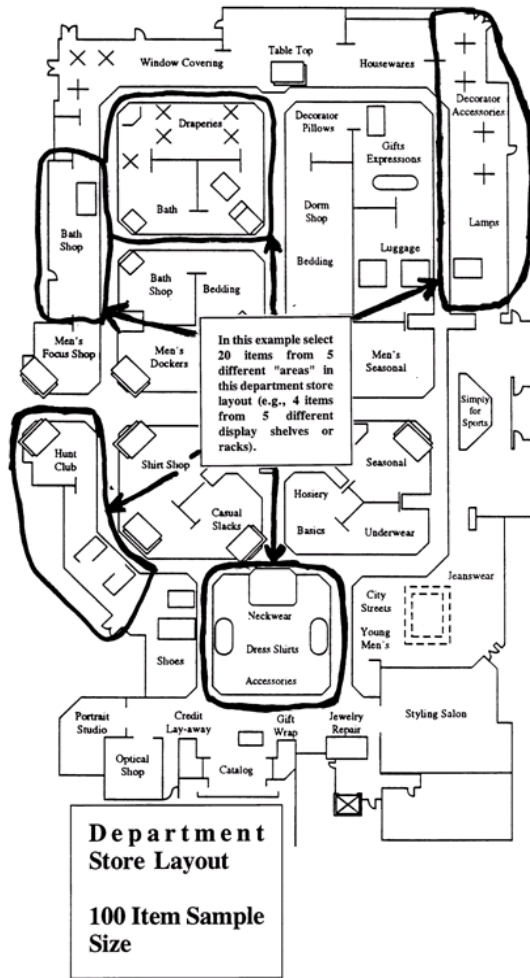 Table Top
Window Covering
Housewares
Draperies
Decorator
Pillows
Decorator
Accessories
Gifts
Expressions
Bath
Dorm
Shop
Lamps
Bath
Shop
Bedding
Luggage
Bath
Shop
Bedding
Men's
Focus Shop
Men's
Dockers
In this example select
20 items from 5
different "areas" in
this department store
layout (e.g., 4 items
from 5 different
display shelves or
racks).
Men's
Seasonal
Simply
for
Sports
Hunt
Club
Shirt Shop
Seasonal
Casual
Slacks
Hosiery
Basics
Underwear
Jeanswear
City
Streets
Young
Men's
Neckwear
Dress Shirts
Accessories
Shoes
Portrait
Studio
Credit
Lay-away
Gift
Wrap
Jewelry
Repair
Styling Salon
Optical
Shop
Catalog
Department
Store Layout
100 Item Sample
Size